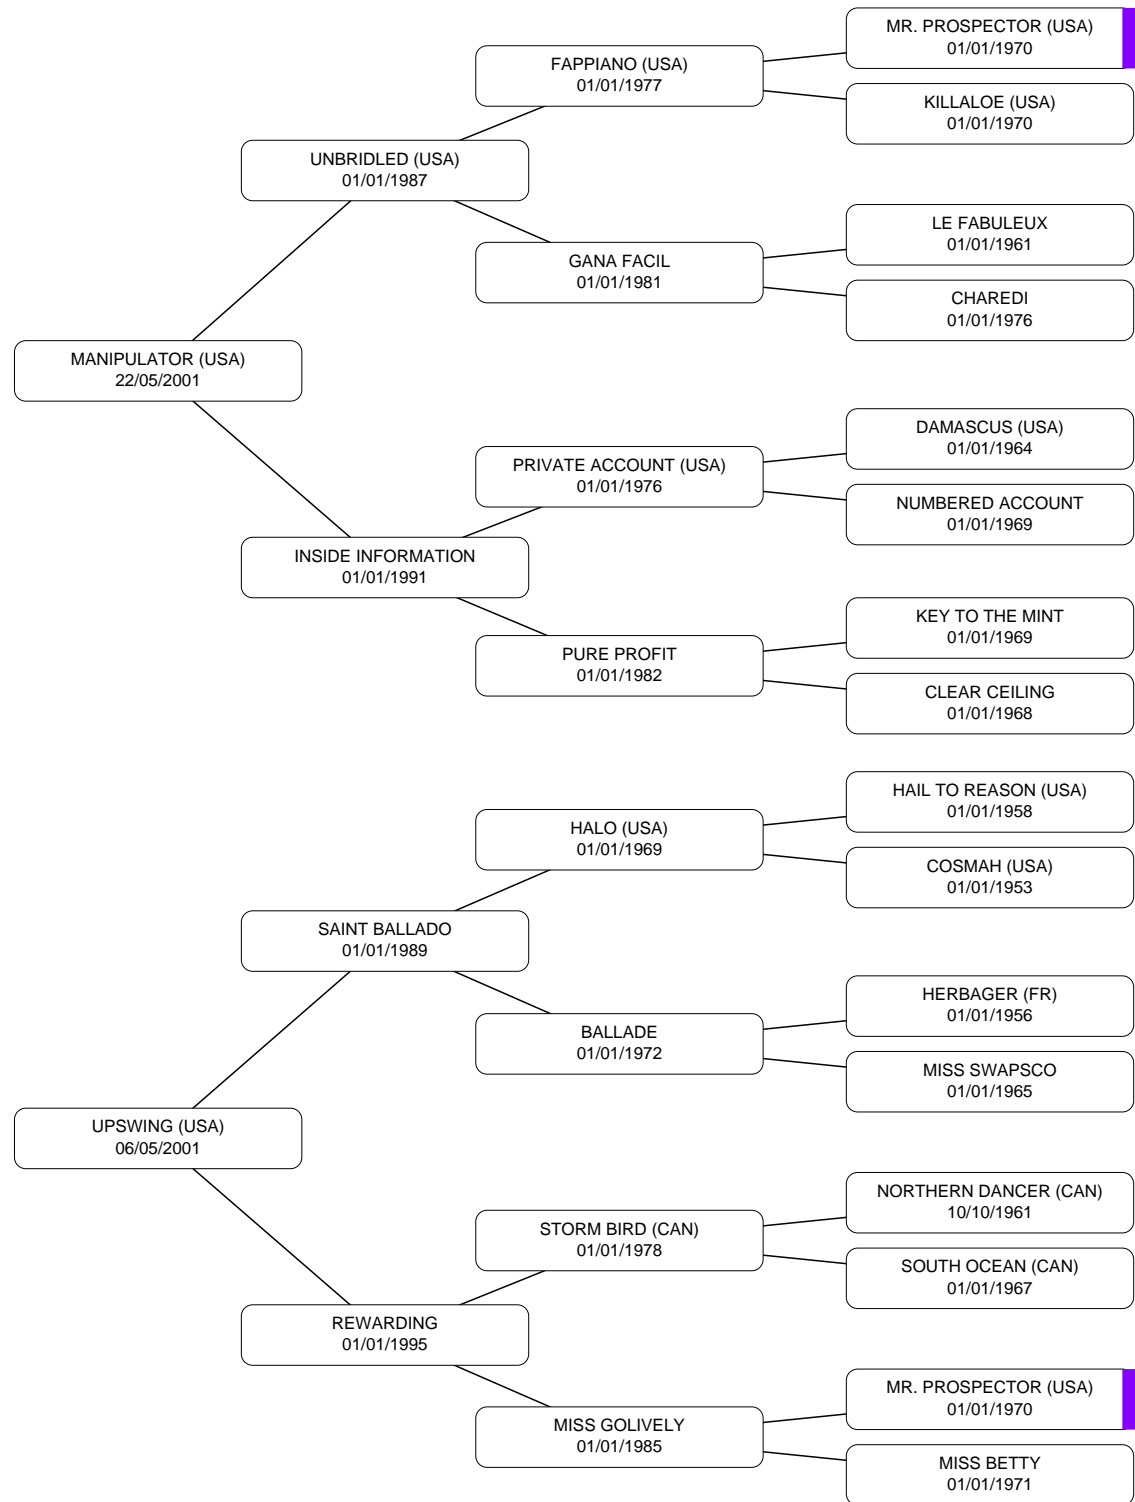 MR. PROSPECTOR (USA)
01/01/1970
FAPPIANO (USA)
01/01/1977
KILLALOE (USA)
01/01/1970
UNBRIDLED (USA)
01/01/1987
LE FABULEUX
01/01/1961
GANA FACIL
01/01/1981
CHAREDI
01/01/1976
MANIPULATOR (USA)
22/05/2001
DAMASCUS (USA)
01/01/1964
PRIVATE ACCOUNT (USA)
01/01/1976
NUMBERED ACCOUNT
01/01/1969
INSIDE INFORMATION
01/01/1991
KEY TO THE MINT
01/01/1969
PURE PROFIT
01/01/1982
CLEAR CEILING
01/01/1968
HAIL TO REASON (USA)
01/01/1958
HALO (USA)
01/01/1969
COSMAH (USA)
01/01/1953
SAINT BALLADO
01/01/1989
HERBAGER (FR)
01/01/1956
BALLADE
01/01/1972
MISS SWAPSCO
01/01/1965
UPSWING (USA)
06/05/2001
NORTHERN DANCER (CAN)
10/10/1961
STORM BIRD (CAN)
01/01/1978
SOUTH OCEAN (CAN)
01/01/1967
REWARDING
01/01/1995
MR. PROSPECTOR (USA)
01/01/1970
MISS GOLIVELY
01/01/1985
MISS BETTY
01/01/1971